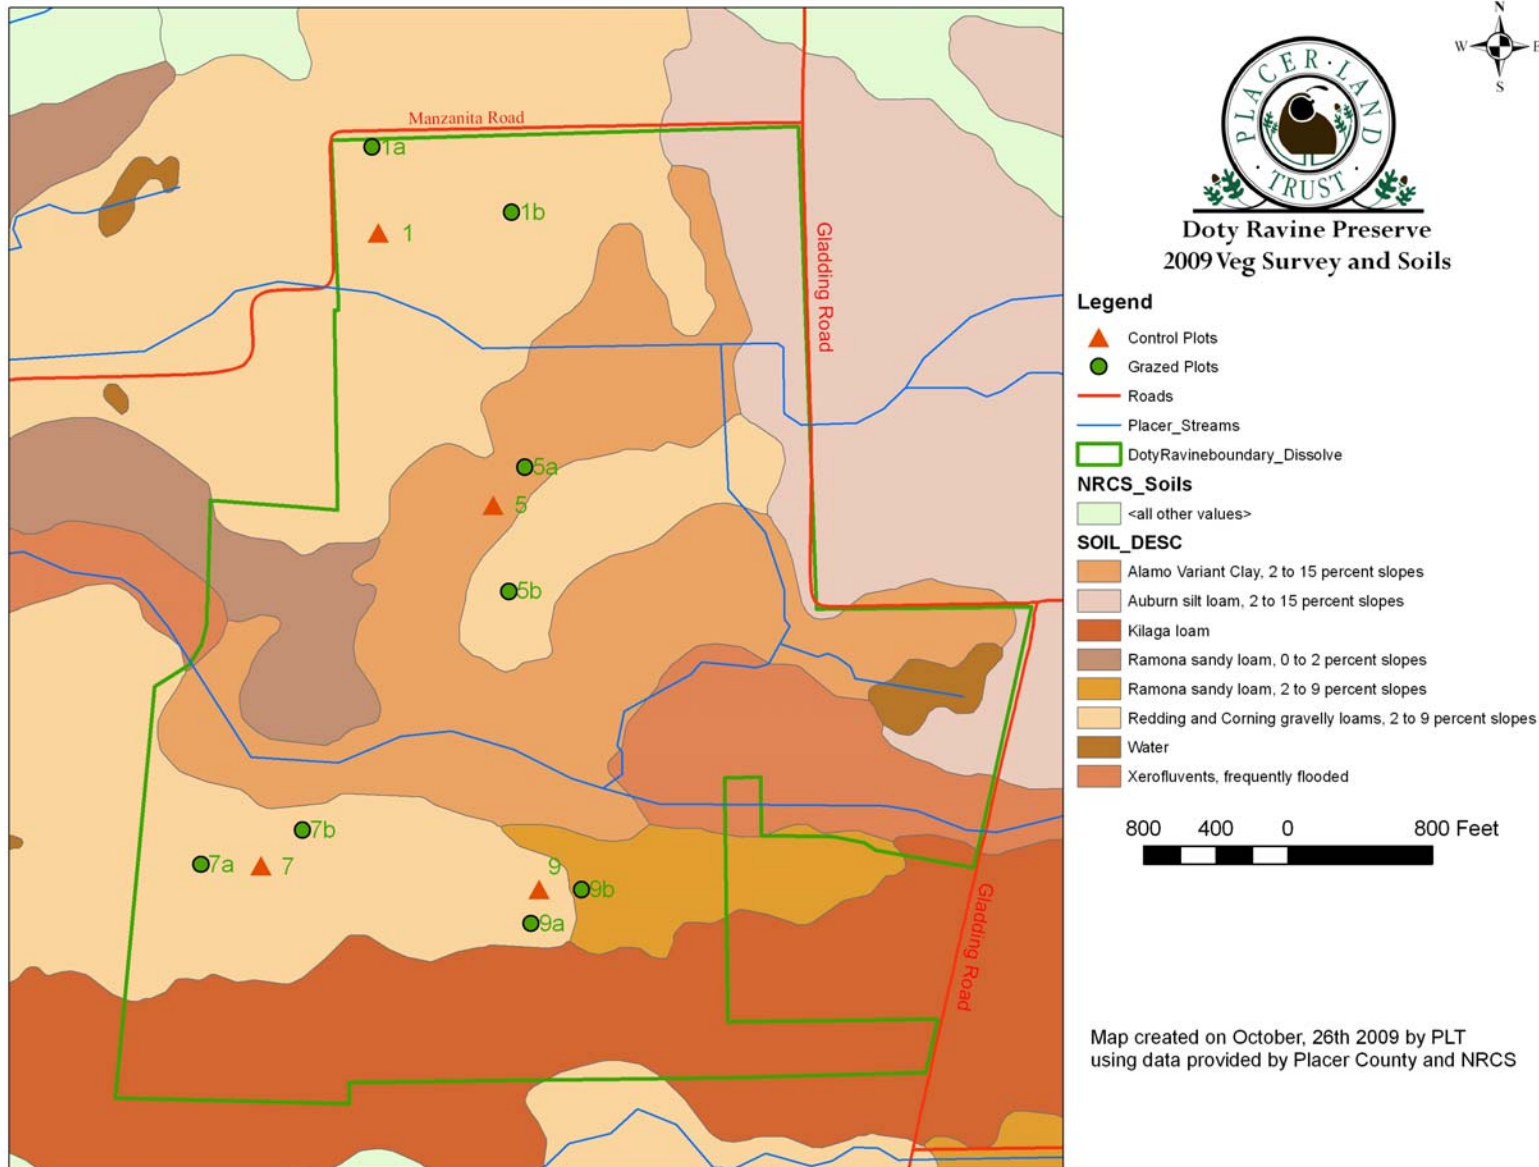 N
W
E
S
PLACER · LAND
· TRUST ·
Doty Ravine Preserve
2009 Veg Survey and Soils
Legend
Control Plots
Grazed Plots
Roads
Placer_Streams
DotyRavineboundary_Dissolve
NRCS_Soils
<all other values>
SOIL_DESC
Alamo Variant Clay, 2 to 15 percent slopes
Auburn silt loam, 2 to 15 percent slopes
Kilaga loam
Ramona sandy loam, 0 to 2 percent slopes
Ramona sandy loam, 2 to 9 percent slopes
Redding and Corning gravelly loams, 2 to 9 percent slopes
Water
Xerofluvents, frequently flooded
800 400 0 800 Feet
Map created on October, 26th 2009 by PLT
using data provided by Placer County and NRCS
Manzanita Road
1a
1b
1
Gladding Road
5a
5
5b
7b
7a
7
9
9b
9a
Gladding Road